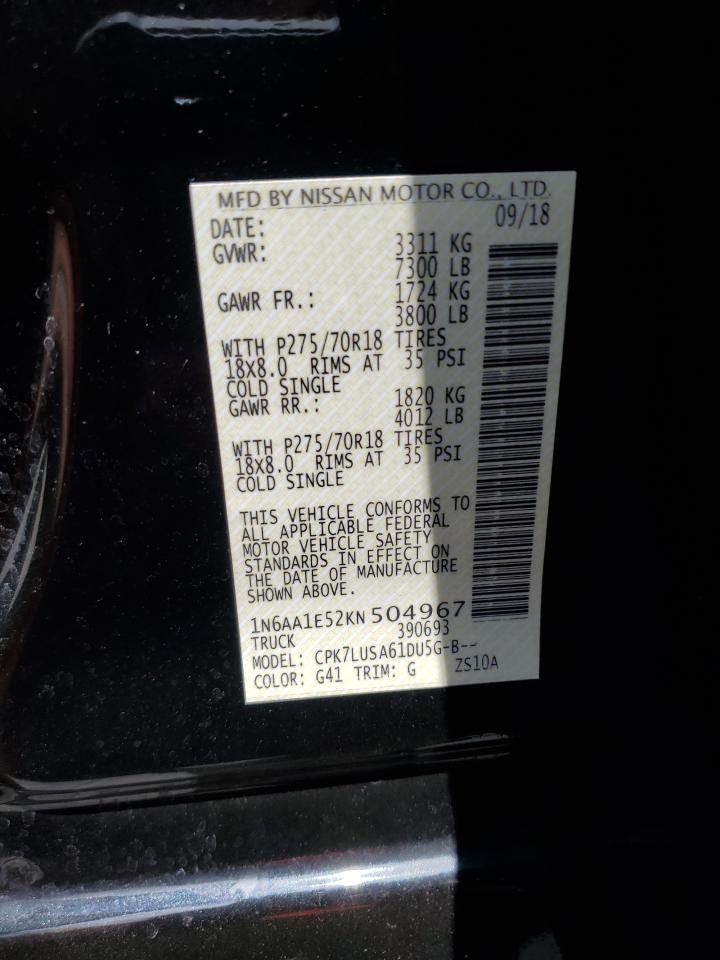 MFD BY NISSAN MOTOR CO., LTD.
DATE: 09/18
GVWR: 3311 KG
7300 LB
GAWR FR.: 1724 KG
3800 LB
WITH P275/70R18 TIRES
18X8.0 RIMS AT 35 PSI
COLD SINGLE
GAWR RR.: 1820 KG
4012 LB
WITH P275/70R18 TIRES
18X8.0 RIMS AT 35 PSI
COLD SINGLE
THIS VEHICLE CONFORMS TO
ALL APPLICABLE FEDERAL
MOTOR VEHICLE SAFETY
STANDARDS IN EFFECT ON
THE DATE OF MANUFACTURE
SHOWN ABOVE.
1N6AA1E52KN504967
TRUCK 390693
MODEL: CPK7LUSA61DU5G-B--
COLOR: G41 TRIM: G ZS10A